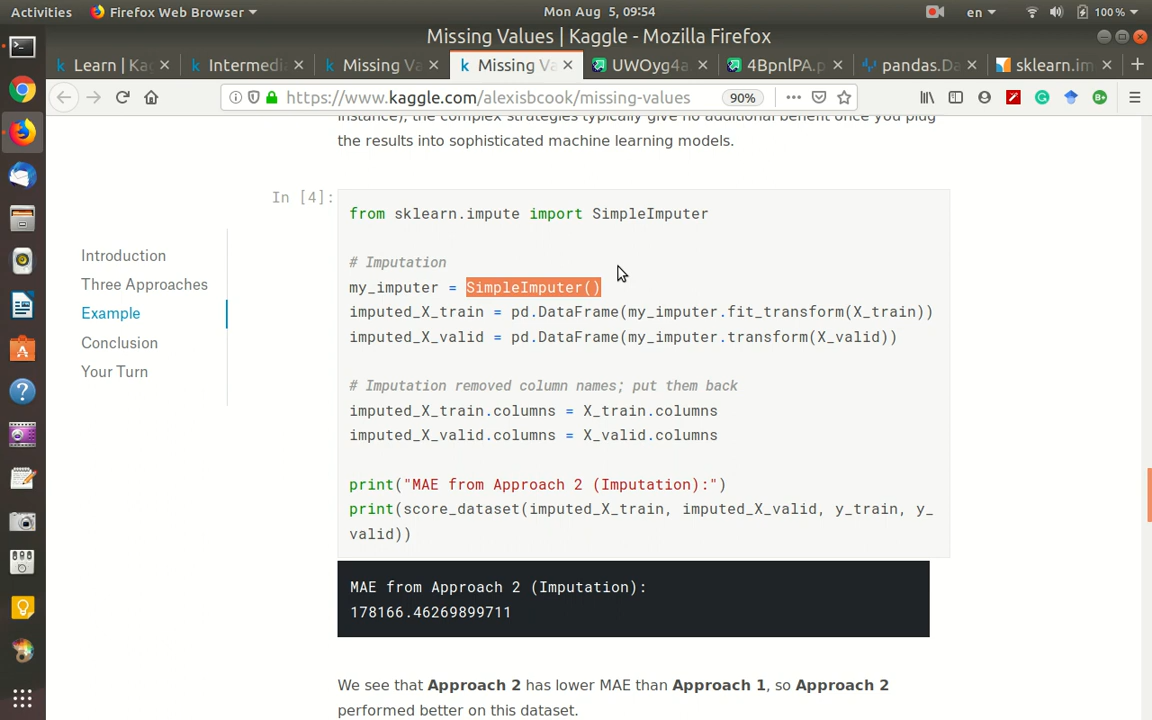 Activities
Firefox Web Browser
Mon Aug 5, 09:54
en
100%
Missing Values | Kaggle - Mozilla Firefox
Learn | Ka
Intermedi
Missing Va
Missing Va
UWOyg4a
4BpnlPA.p
pandas.Da
sklearn.im
https://www.kaggle.com/alexisbcook/missing-values
90%
instance), the complex strategies typically give no additional benefit once you plug
the results into sophisticated machine learning models.
In [4]:
from sklearn.impute import SimpleImputer
# Imputation
my_imputer = SimpleImputer()
imputed_X_train = pd.DataFrame(my_imputer.fit_transform(X_train))
imputed_X_valid = pd.DataFrame(my_imputer.transform(X_valid))
# Imputation removed column names; put them back
imputed_X_train.columns = X_train.columns
imputed_X_valid.columns = X_valid.columns
print("MAE from Approach 2 (Imputation):")
print(score_dataset(imputed_X_train, imputed_X_valid, y_train, y_
valid))
MAE from Approach 2 (Imputation):
178166.46269899711
We see that Approach 2 has lower MAE than Approach 1, so Approach 2
performed better on this dataset.
Introduction
Three Approaches
Example
Conclusion
Your Turn